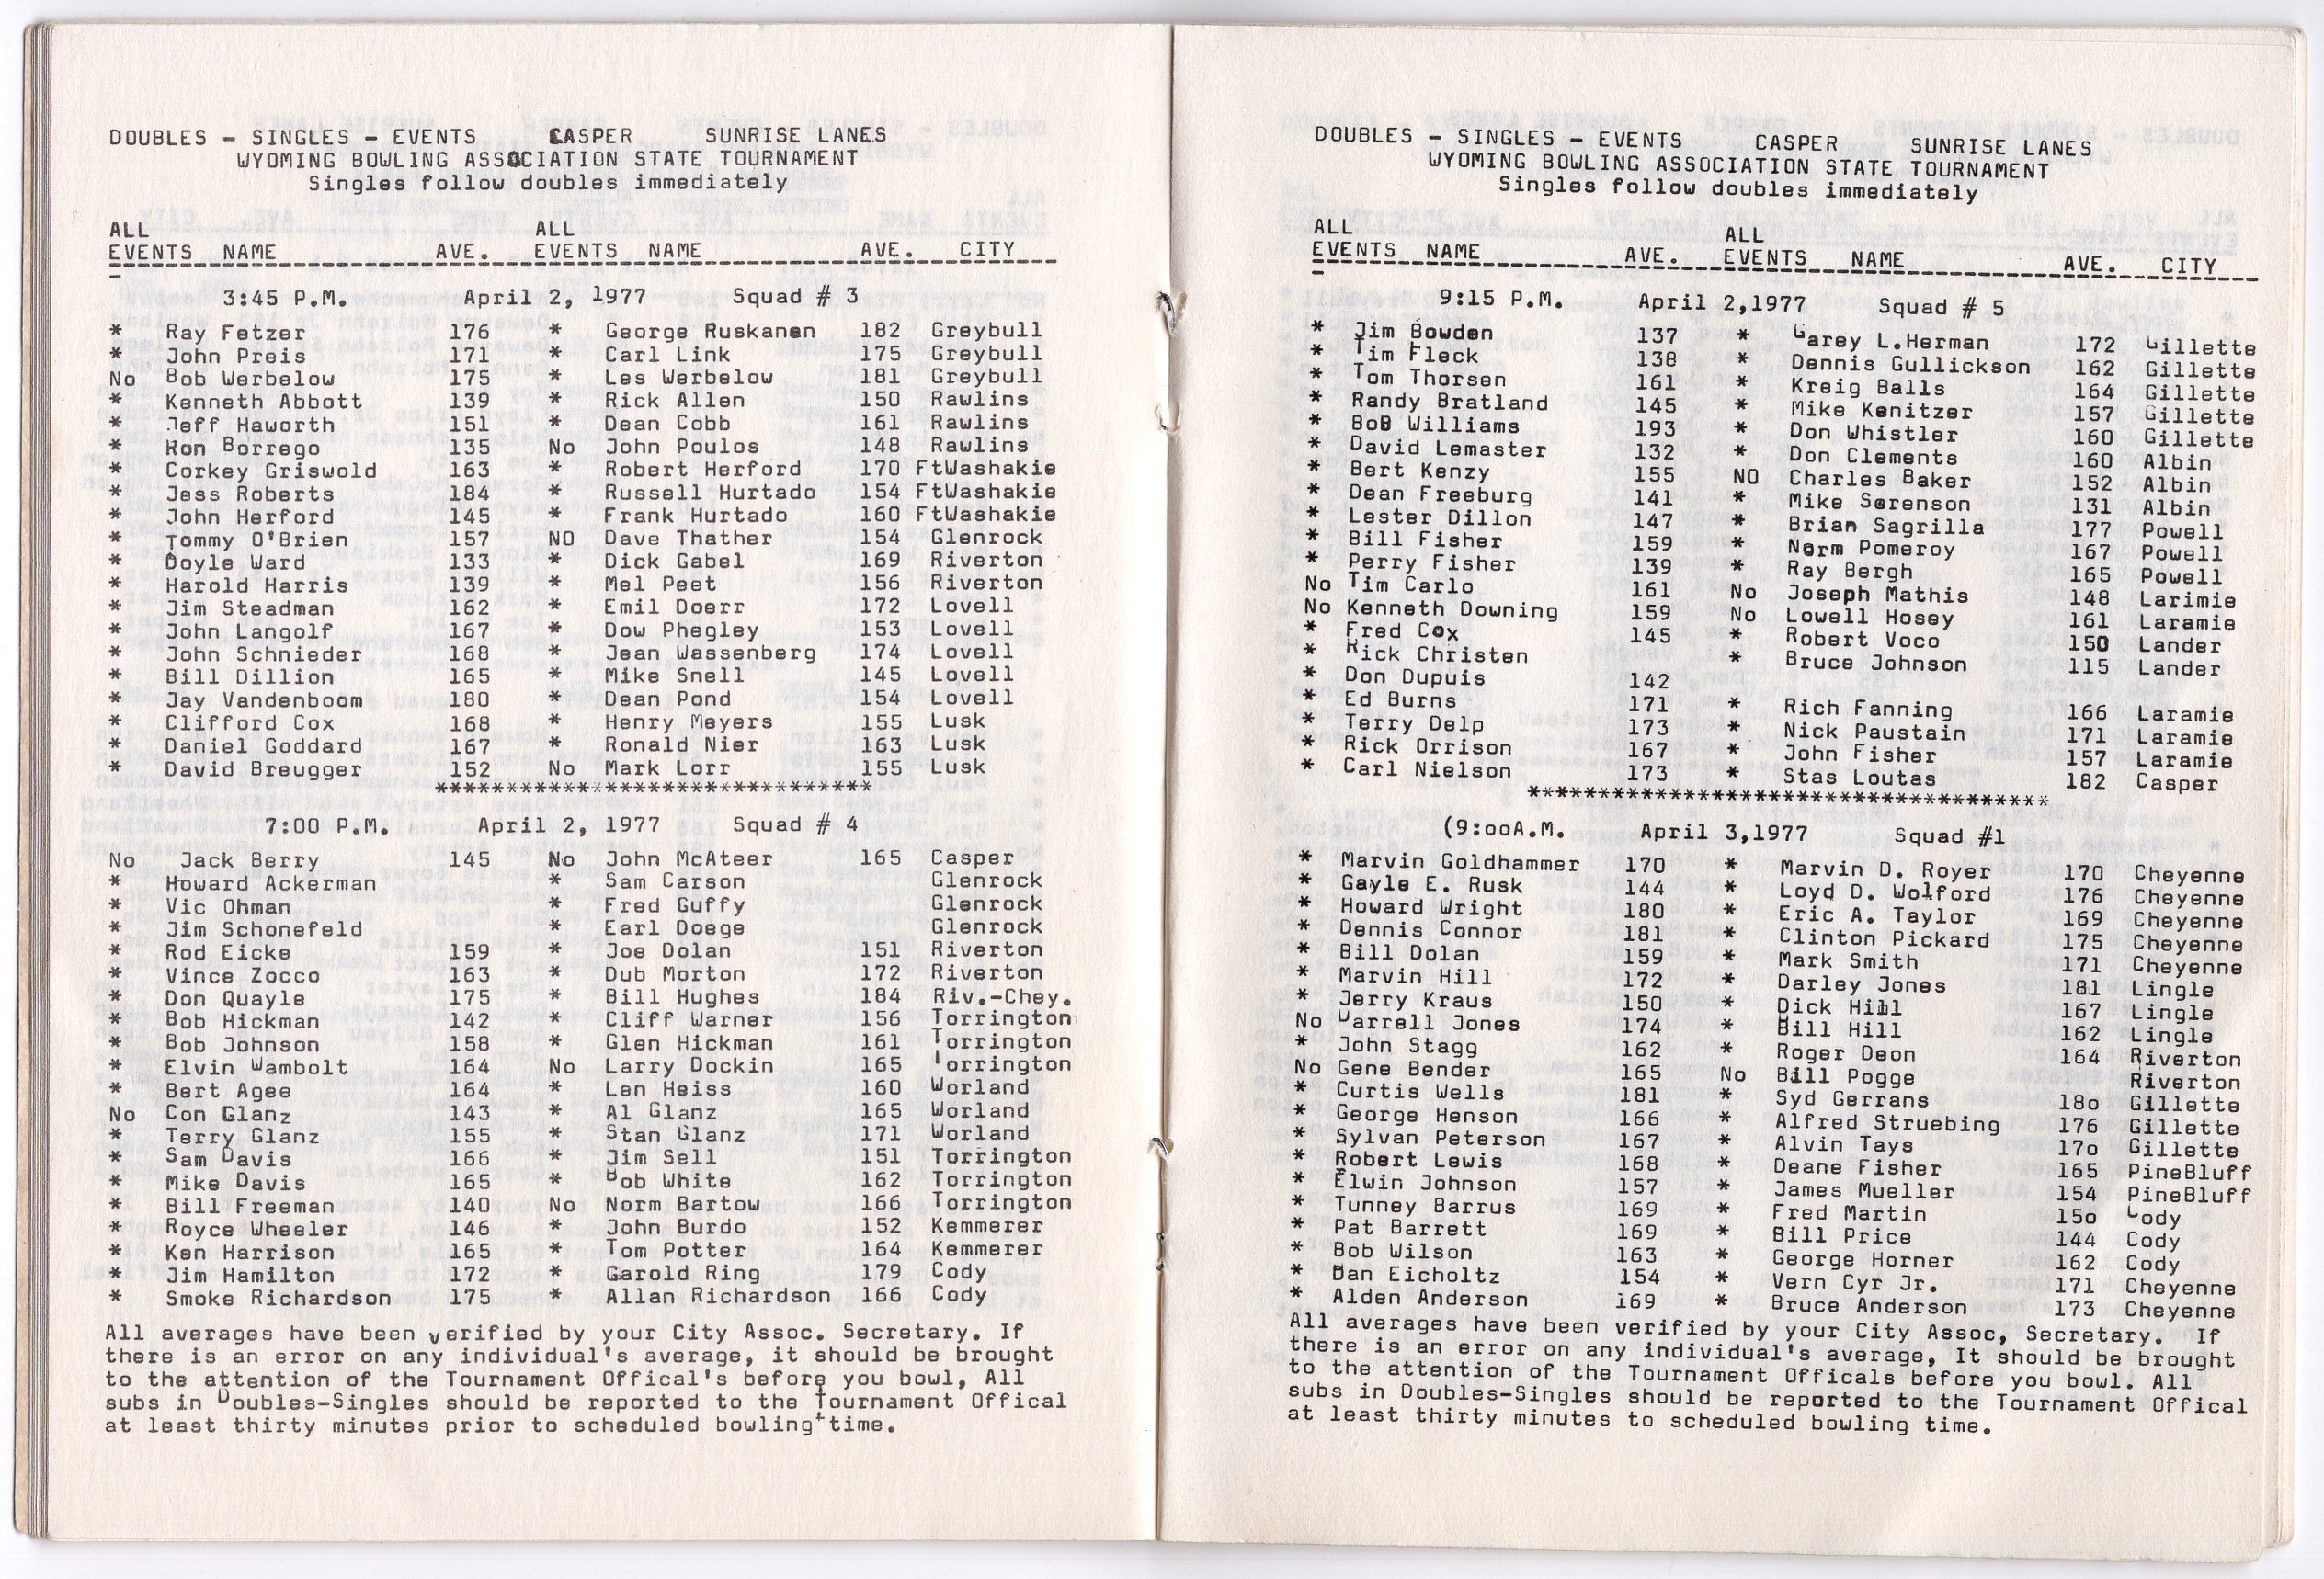 DOUBLES - SINGLES - EVENTS CASPER SUNRISE LANES
WYOMING BOWLING ASSOCIATION STATE TOURNAMENT
Singles follow doubles immediately
ALL ALL
EVENTS NAME AVE. EVENTS NAME AVE. CITY
3:45 P.M. April 2, 1977 Squad # 3
* Ray Fetzer 176 * George Ruskanen 182 Greybull
* John Preis 171 * Carl Link 175 Greybull
No Bob Werbelow 175 * Les Werbelow 181 Greybull
* Kenneth Abbott 139 * Rick Allen 150 Rawlins
* Jeff Haworth 151 * Dean Cobb 161 Rawlins
* Ron Borrego 135 No John Poulos 148 Rawlins
* Corkey Griswold 163 * Robert Herford 170 FtWashakie
* Jess Roberts 184 * Russell Hurtado 154 FtWashakie
* John Herford 145 * Frank Hurtado 160 FtWashakie
* Tommy O'Brien 157 NO Dave Thather 154 Glenrock
* Doyle Ward 133 * Dick Gabel 169 Riverton
* Harold Harris 139 * Mel Peet 156 Riverton
* Jim Steadman 162 * Emil Doerr 172 Lovell
* John Langolf 167 * Dow Phegley 153 Lovell
* John Schnieder 168 * Jean Wassenberg 174 Lovell
* Bill Dillion 165 * Mike Snell 145 Lovell
* Jay Vandenboom 180 * Dean Pond 154 Lovell
* Clifford Cox 168 * Henry Meyers 155 Lusk
* Daniel Goddard 167 * Ronald Nier 163 Lusk
* David Breugger 152 No Mark Lorr 155 Lusk
*******************************
7:00 P.M. April 2, 1977 Squad # 4
No Jack Berry 145 No John McAteer 165 Casper
* Howard Ackerman * Sam Carson Glenrock
* Vic Ohman * Fred Guffy Glenrock
* Jim Schonefeld * Earl Doege Glenrock
* Rod Eicke 159 * Joe Dolan 151 Riverton
* Vince Zocco 163 * Dub Morton 172 Riverton
* Don Quayle 175 * Bill Hughes 184 Riv.-Chey.
* Bob Hickman 142 * Cliff Warner 156 Torrington
* Bob Johnson 158 * Glen Hickman 161 Torrington
* Elvin Wambolt 164 No Larry Dockin 165 Torrington
* Bert Agee 164 * Len Heiss 160 Worland
No Con Glanz 143 * Al Glanz 165 Worland
* Terry Glanz 155 * Stan Glanz 171 Worland
* Sam Davis 166 * Jim Sell 151 Torrington
* Mike Davis 165 * Bob White 162 Torrington
* Bill Freeman 140 No Norm Bartow 166 Torrington
* Royce Wheeler 146 * John Burdo 152 Kemmerer
* Ken Harrison 165 * Tom Potter 164 Kemmerer
* Jim Hamilton 172 * Garold Ring 179 Cody
* Smoke Richardson 175 * Allan Richardson 166 Cody
All averages have been verified by your City Assoc. Secretary. If
there is an error on any individual's average, it should be brought
to the attention of the Tournament Offical's before you bowl, All
subs in Doubles-Singles should be reported to the Tournament Offical
at least thirty minutes prior to scheduled bowling time.
DOUBLES - SINGLES - EVENTS CASPER SUNRISE LANES
WYOMING BOWLING ASSOCIATION STATE TOURNAMENT
Singles follow doubles immediately
ALL ALL
EVENTS NAME AVE. EVENTS NAME AVE. CITY
9:15 P.M. April 2,1977 Squad # 5
* Jim Bowden 137 * Garey L.Herman 172 Gillette
* Tim Fleck 138 * Dennis Gullickson 162 Gillette
* Tom Thorsen 161 * Kreig Balls 164 Gillette
* Randy Bratland 145 * Mike Kenitzer 157 Gillette
* BoB Williams 193 * Don Whistler 160 Gillette
* David Lemaster 132 * Don Clements 160 Albin
* Bert Kenzy 155 NO Charles Baker 152 Albin
* Dean Freeburg 141 * Mike Sorenson 131 Albin
* Lester Dillon 147 * Brian Sagrilla 177 Powell
* Bill Fisher 159 * Norm Pomeroy 167 Powell
* Perry Fisher 139 * Ray Bergh 165 Powell
No Tim Carlo 161 No Joseph Mathis 148 Larimie
No Kenneth Downing 159 No Lowell Hosey 161 Laramie
* Fred Cox 145 * Robert Voco 150 Lander
* Rick Christen * Bruce Johnson 115 Lander
* Don Dupuis 142
* Ed Burns 171 * Rich Fanning 166 Laramie
* Terry Delp 173 * Nick Paustain 171 Laramie
* Rick Orrison 167 * John Fisher 157 Laramie
* Carl Nielson 173 * Stas Loutas 182 Casper
*************************************
(9:ooA.M. April 3,1977 Squad #1
* Marvin Goldhammer 170 * Marvin D. Royer 170 Cheyenne
* Gayle E. Rusk 144 * Loyd D. Wolford 176 Cheyenne
* Howard Wright 180 * Eric A. Taylor 169 Cheyenne
* Dennis Connor 181 * Clinton Pickard 175 Cheyenne
* Bill Dolan 159 * Mark Smith 171 Cheyenne
* Marvin Hill 172 * Darley Jones 181 Lingle
* Jerry Kraus 150 * Dick Hill 167 Lingle
No Darrell Jones 174 * Bill Hill 162 Lingle
* John Stagg 162 * Roger Deon 164 Riverton
No Gene Bender 165 No Bill Pogge Riverton
* Curtis Wells 181 * Syd Gerrans 18o Gillette
* George Henson 166 * Alfred Struebing 176 Gillette
* Sylvan Peterson 167 * Alvin Tays 17o Gillette
* Robert Lewis 168 * Deane Fisher 165 PineBluff
* Elwin Johnson 157 * James Mueller 154 PineBluff
* Tunney Barrus 169 * Fred Martin 15o Cody
* Pat Barrett 169 * Bill Price 144 Cody
* Bob Wilson 163 * George Horner 162 Cody
* Dan Eicholtz 154 * Vern Cyr Jr. 171 Cheyenne
* Alden Anderson 169 * Bruce Anderson 173 Cheyenne
All averages have been verified by your City Assoc, Secretary. If
there is an error on any individual's average, It should be brought
to the attention of the Tournament Officals before you bowl. All
subs in Doubles-Singles should be reported to the Tournament Offical
at least thirty minutes to scheduled bowling time.